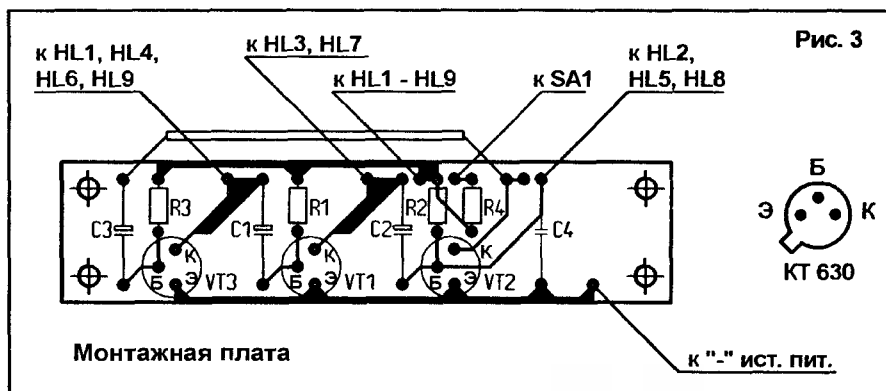 Рис. 3
к HL1, HL4,
HL6, HL9
к HL3, HL7
к HL1 - HL9
к SA1
к HL2,
HL5, HL8
C3
R3
C1
R1
C2
R2
R4
C4
К
Б
Э
VT3
К
Б
Э
VT1
К
Б
Э
VT2
Б
Э
К
КТ 630
Монтажная плата
к "-" ист. пит.